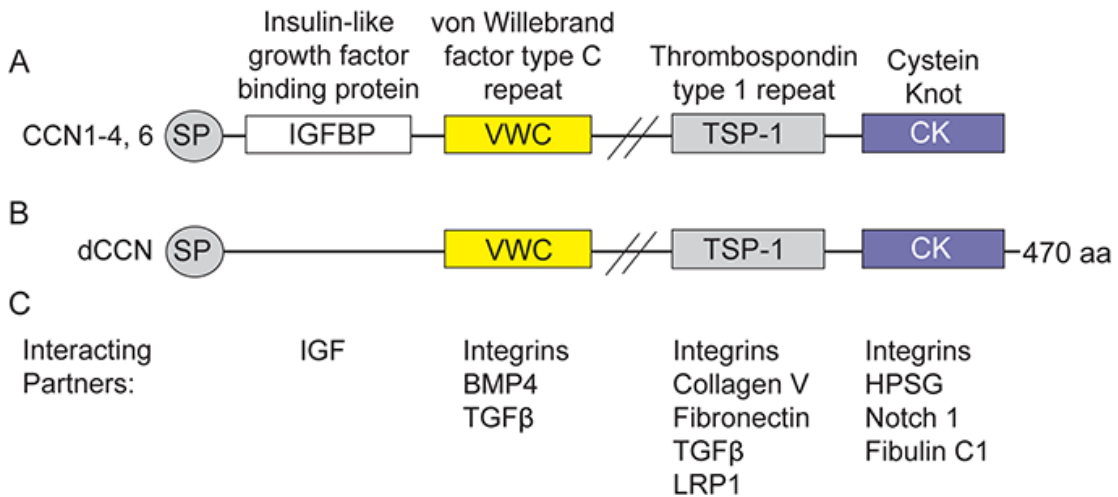 A
Insulin-like
growth factor
binding protein
von Willebrand
factor type C
repeat
Thrombospondin
type 1 repeat
Cystein
Knot
CCN1-4, 6 SP IGFBP VWC TSP-1 CK
B
dCCN SP VWC TSP-1 CK 470 aa
C
Interacting
Partners:
IGF
Integrins
BMP4
TGFβ
Integrins
Collagen V
Fibronectin
TGFβ
LRP1
Integrins
HPSG
Notch 1
Fibulin C1